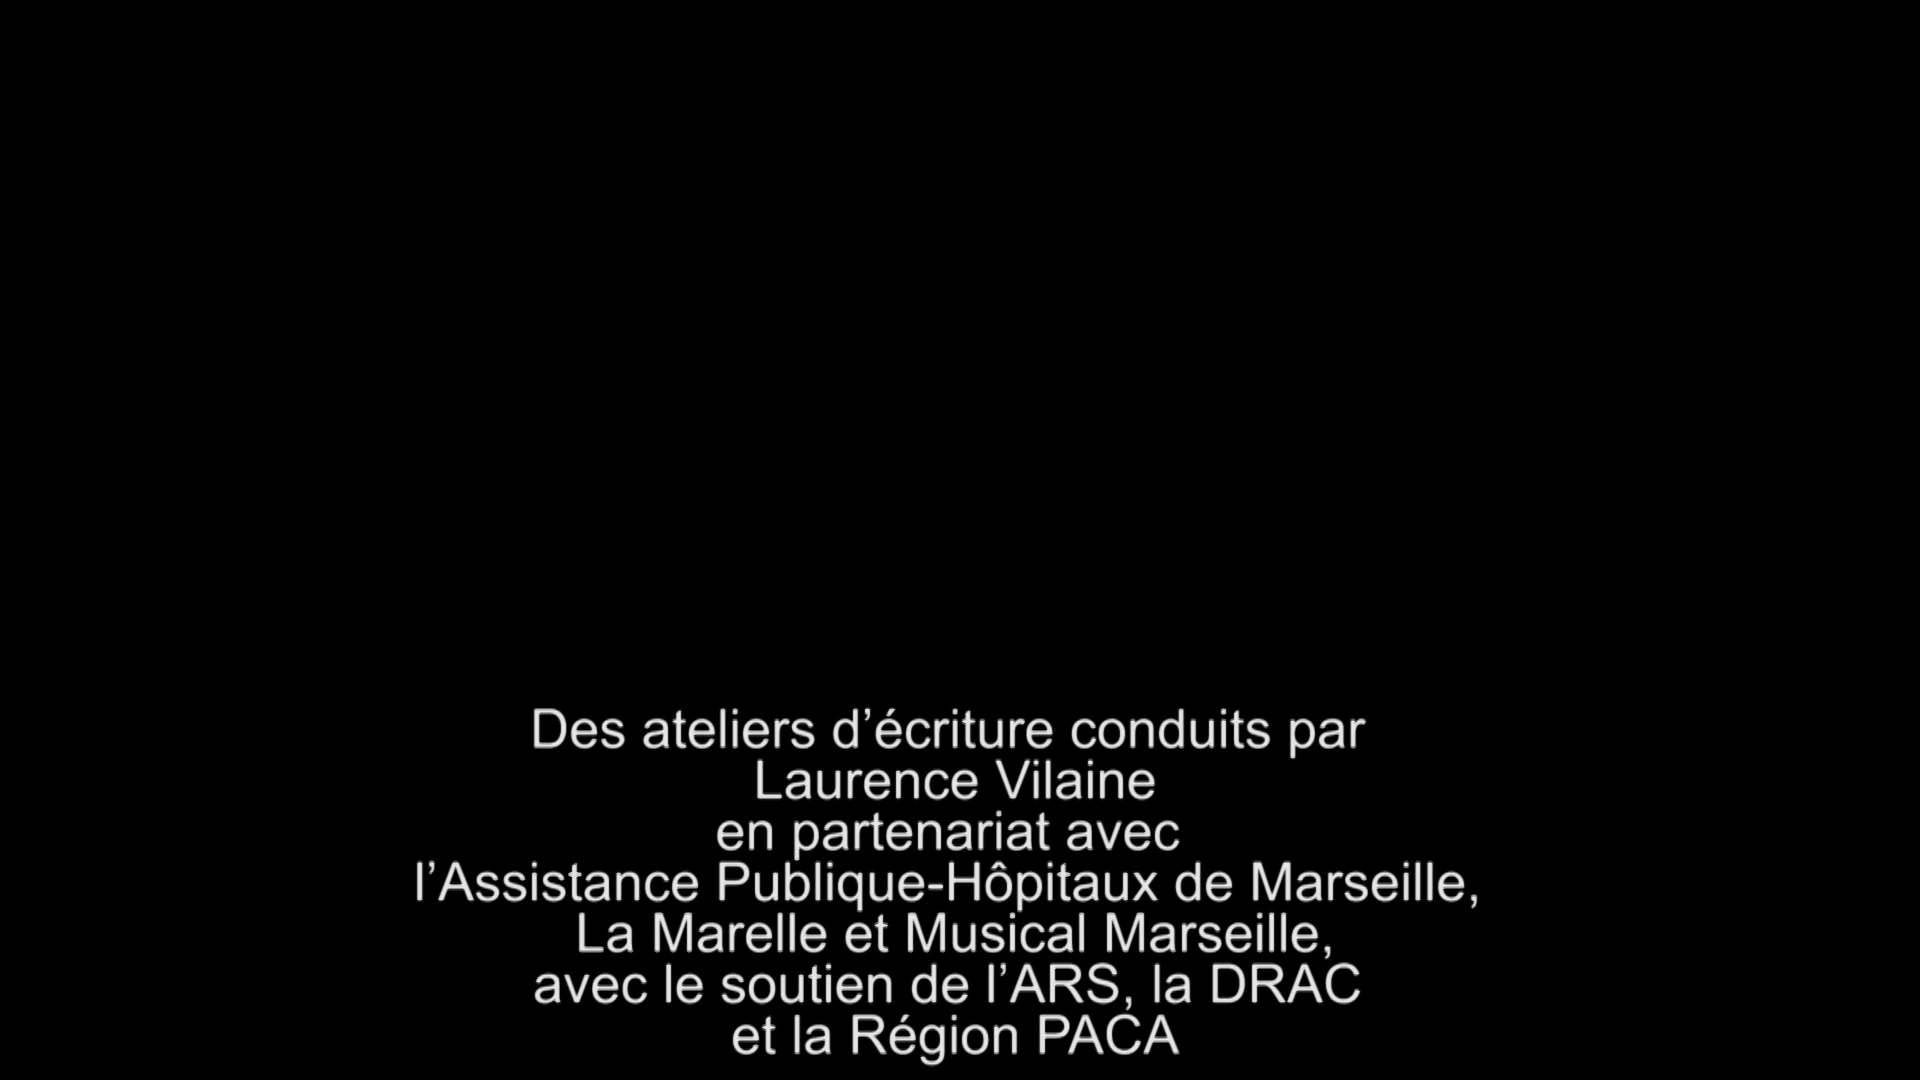 Des ateliers d’écriture conduits par
Laurence Vilaine
en partenariat avec
l’Assistance Publique-Hôpitaux de Marseille,
La Marelle et Musical Marseille,
avec le soutien de l’ARS, la DRAC
et la Région PACA